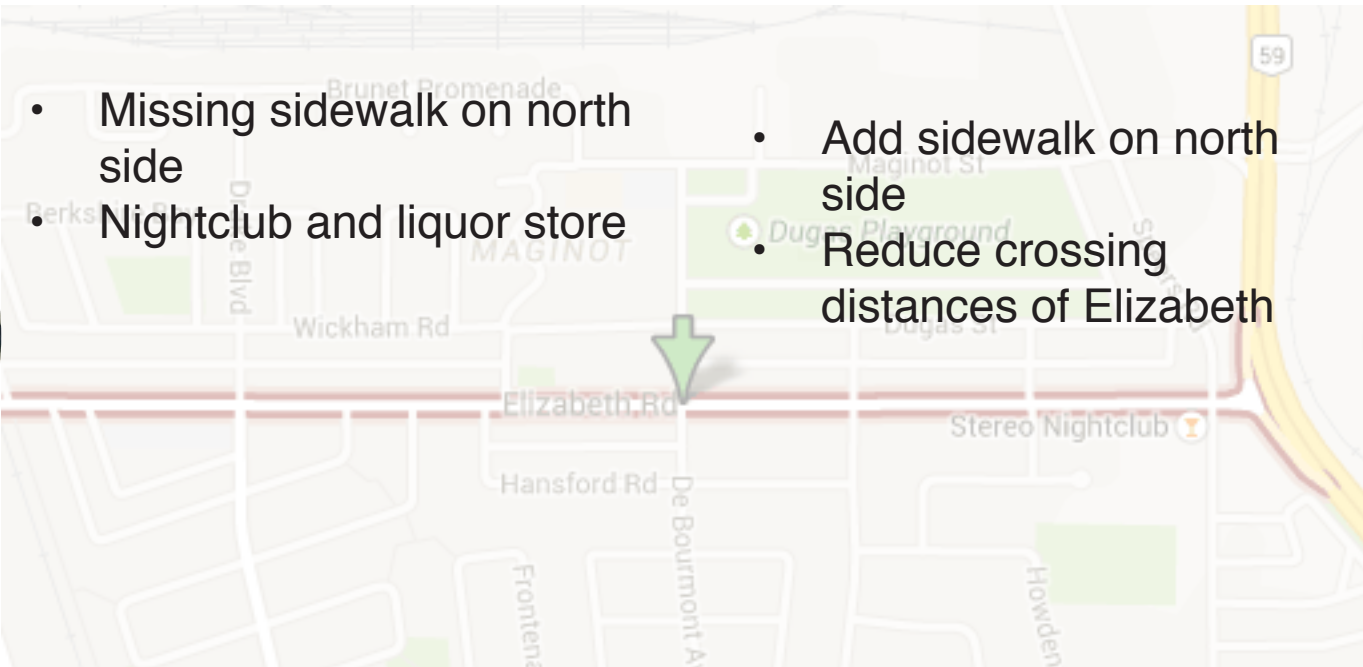 59
Brunet Promenade
• Missing sidewalk on north
side
• Nightclub and liquor store
• Add sidewalk on north
side
• Reduce crossing
distances of Elizabeth
Maginot St
Dugas Playground
MAGINOT
Blvd
Wickham Rd
Dugas St
Elizabeth Rd
Stereo Nightclub
Hansford Rd
De Bourmont
Frontena
Howden